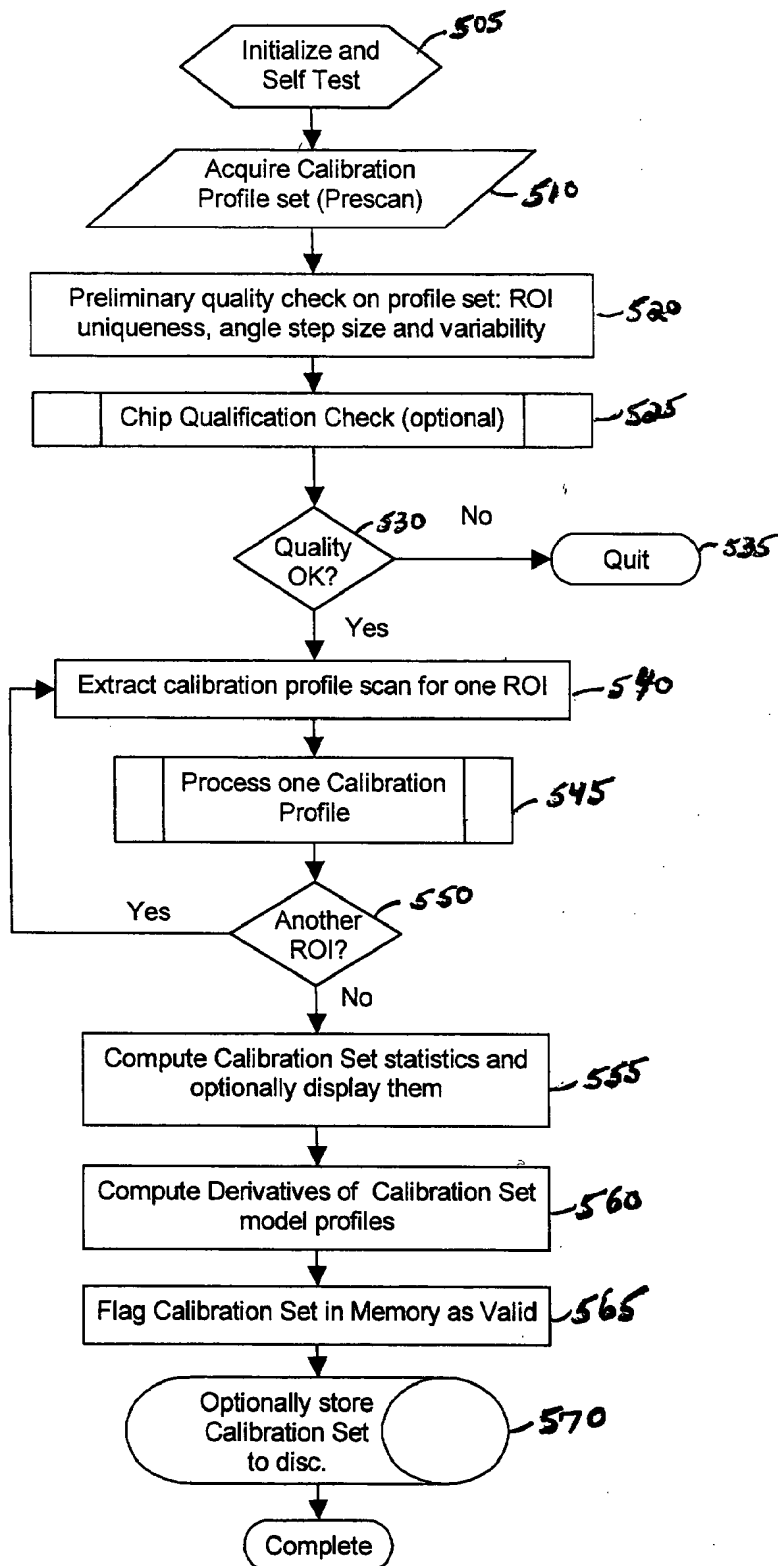 505
Initialize and
Self Test
Acquire Calibration
Profile set (Prescan)
510
Preliminary quality check on profile set: ROI
uniqueness, angle step size and variability
520
Chip Qualification Check (optional)
525
530
No
Quality
OK?
Quit
535
Yes
Extract calibration profile scan for one ROI
540
Process one Calibration
Profile
545
550
Yes
Another
ROI?
No
Compute Calibration Set statistics and
optionally display them
555
Compute Derivatives of Calibration Set
model profiles
560
Flag Calibration Set in Memory as Valid
565
Optionally store
Calibration Set
to disc.
570
Complete